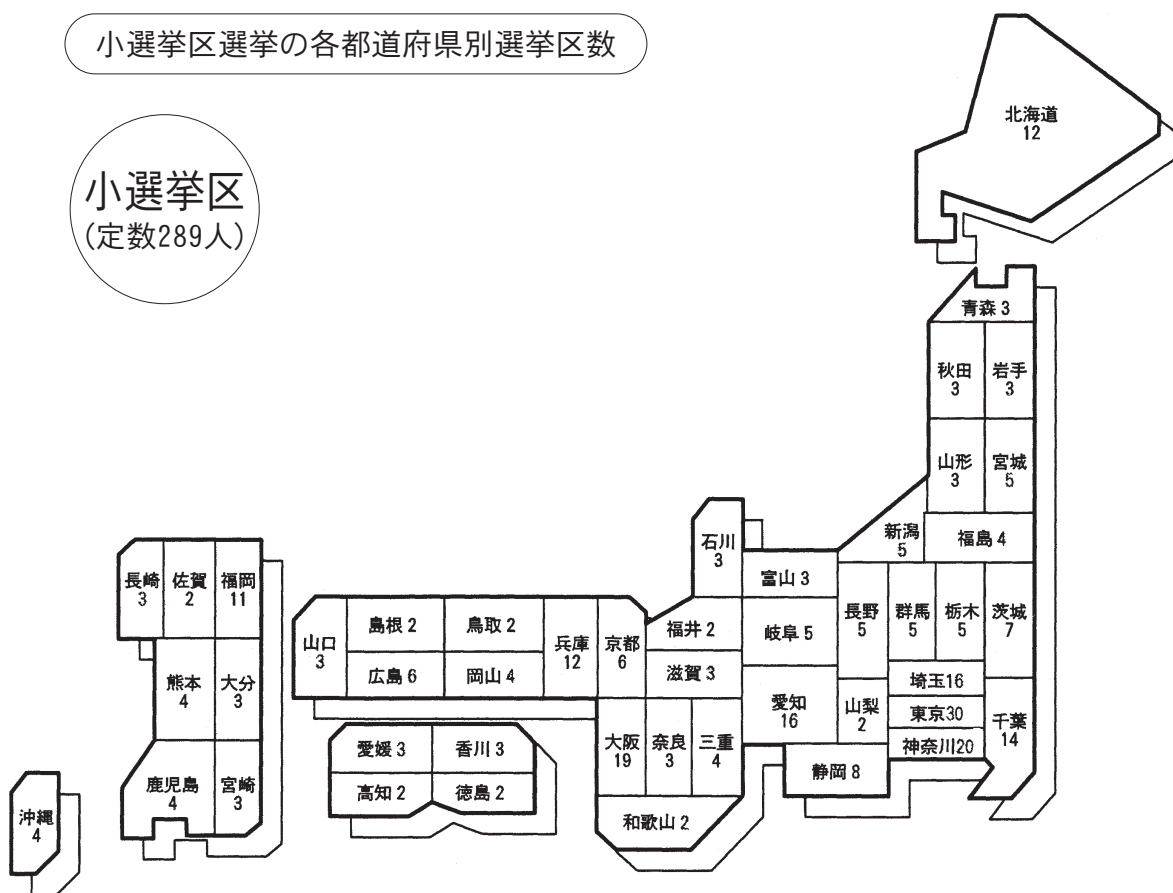 小選挙区選挙の各都道府県別選挙区数
小選挙区
(定数289人)
北海道
12
青森 3
秋田
3
岩手
3
山形
3
宮城
5
新潟
5
福島 4
石川
3
富山 3
長野
5
群馬
5
栃木
5
茨城
7
福井 2
岐阜 5
滋賀 3
埼玉16
東京30
神奈川20
千葉
14
山梨
2
愛知
16
静岡 8
長崎
3
佐賀
2
福岡
11
熊本
4
大分
3
鹿児島
4
宮崎
3
沖縄
4
山口
3
島根 2
鳥取 2
広島 6
岡山 4
兵庫
12
京都
6
大阪
19
奈良
3
三重
4
和歌山 2
愛媛 3
香川 3
高知 2
徳島 2